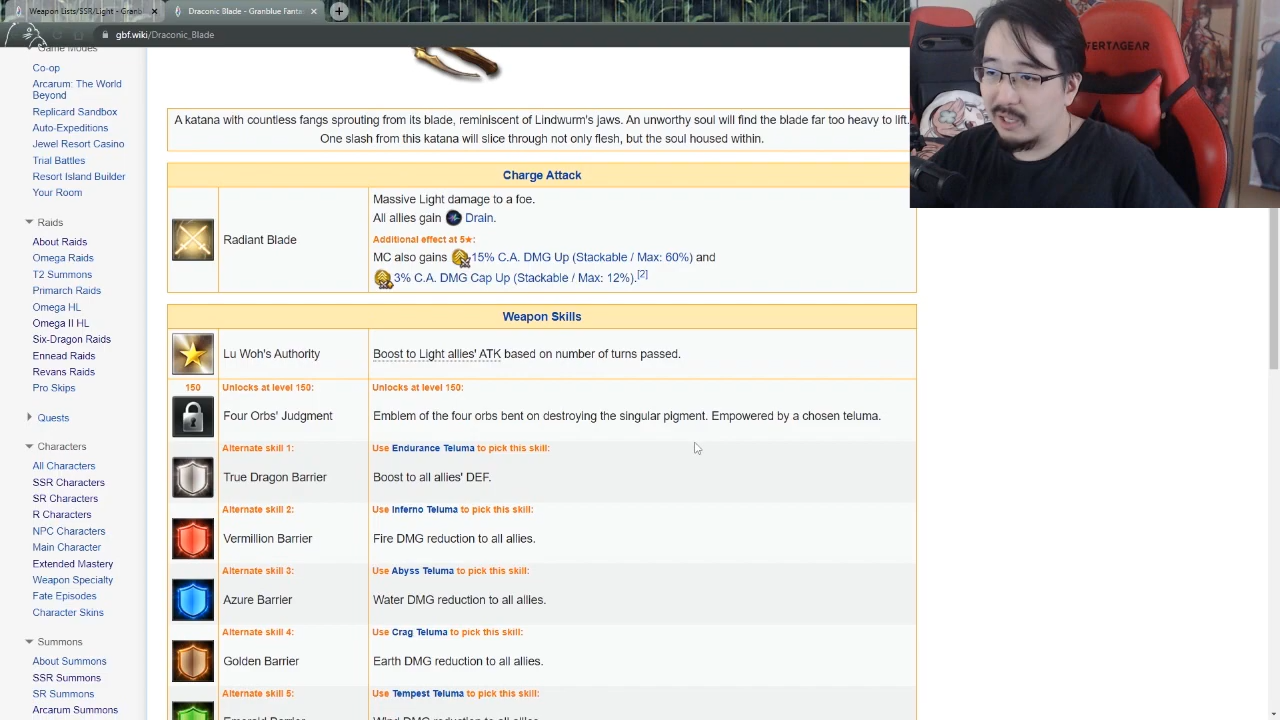 Weapon Lists/SSR/Light - Granbl
Draconic Blade - Granblue Fanta
gbf.wiki/Draconic_Blade
Game Modes
Co-op
Arcarum: The World
Beyond
Replicard Sandbox
Auto-Expeditions
Jewel Resort Casino
Trial Battles
Resort Island Builder
Your Room
Raids
About Raids
Omega Raids
T2 Summons
Primarch Raids
Omega HL
Omega II HL
Six-Dragon Raids
Ennead Raids
Revans Raids
Pro Skips
Quests
Characters
All Characters
SSR Characters
SR Characters
R Characters
NPC Characters
Main Character
Extended Mastery
Weapon Specialty
Fate Episodes
Character Skins
Summons
About Summons
SSR Summons
SR Summons
Arcarum Summons
A katana with countless fangs sprouting from its blade, reminiscent of Lindwurm's jaws. An unworthy soul will find the blade far too heavy to lift.
One slash from this katana will slice through not only flesh, but the soul housed within.
Charge Attack
Radiant Blade
Massive Light damage to a foe.
All allies gain Drain.
Additional effect at 5★:
MC also gains 15% C.A. DMG Up (Stackable / Max: 60%) and
3% C.A. DMG Cap Up (Stackable / Max: 12%).[2]
Weapon Skills
Lu Woh's Authority Boost to Light allies' ATK based on number of turns passed.
150 Unlocks at level 150: Unlocks at level 150:
Four Orbs' Judgment Emblem of the four orbs bent on destroying the singular pigment. Empowered by a chosen teluma.
Alternate skill 1: Use Endurance Teluma to pick this skill:
True Dragon Barrier Boost to all allies' DEF.
Alternate skill 2: Use Inferno Teluma to pick this skill:
Vermillion Barrier Fire DMG reduction to all allies.
Alternate skill 3: Use Abyss Teluma to pick this skill:
Azure Barrier Water DMG reduction to all allies.
Alternate skill 4: Use Crag Teluma to pick this skill:
Golden Barrier Earth DMG reduction to all allies.
Alternate skill 5: Use Tempest Teluma to pick this skill:
Emerald Barrier Wind DMG reduction to all allies.
FERTAGEAR